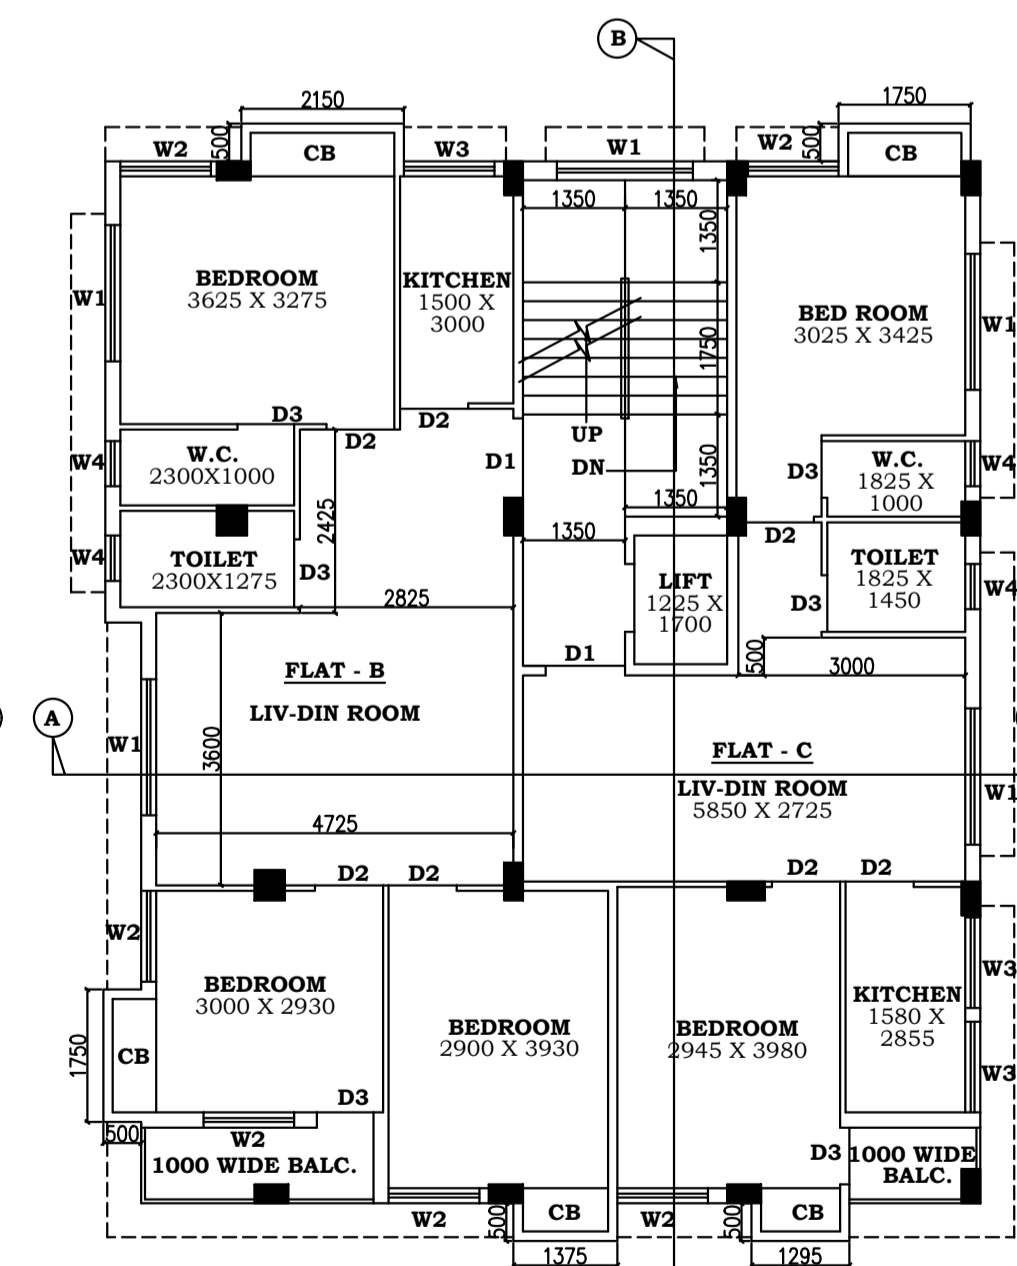 B
2150
1750
500
W2
CB
W3
W1
W2
500
CB
1350
1350
1350
BEDROOM
3625 X 3275
KITCHEN
1500 X
3000
W1
BED ROOM
3025 X 3425
W1
1750
D3
D2
D2
UP
DN
W.C.
2300X1000
W4
D1
1350
D3
W.C.
1825 X
1000
W4
2425
1350
1350
D2
TOILET
2300X1275
W4
D3
LIFT
1225 X
1700
TOILET
1825 X
1450
D3
W4
2825
D1
500
3000
FLAT - B
LIV-DIN ROOM
A
W1
3600
FLAT - C
LIV-DIN ROOM
5850 X 2725
W1
4725
D2
D2
D2
D2
W2
BEDROOM
3000 X 2930
BEDROOM
2900 X 3930
BEDROOM
2945 X 3980
KITCHEN
1580 X
2855
W3
W3
1750
CB
D3
500
W2
1000 WIDE BALC.
D3
1000 WIDE
BALC.
W2
500
CB
W2
500
CB
1375
1295